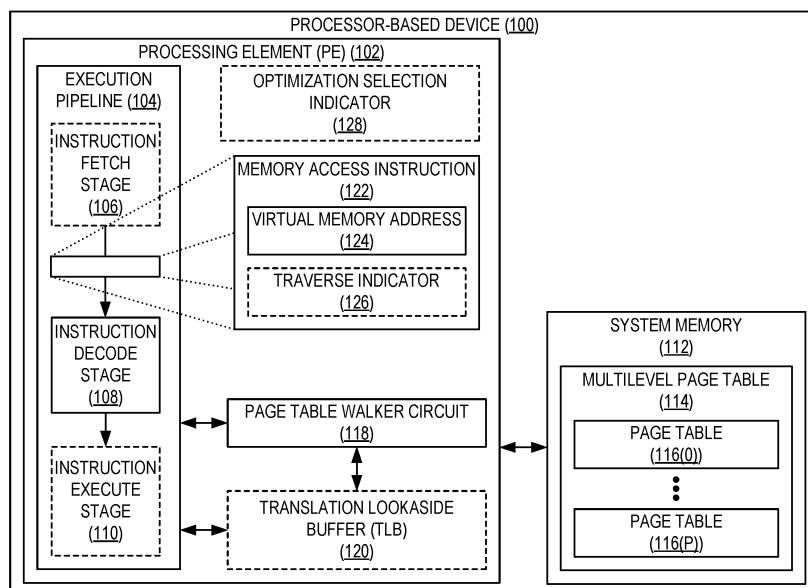 PROCESSOR-BASED DEVICE (100)
PROCESSING ELEMENT (PE) (102)
EXECUTION
PIPELINE (104)
INSTRUCTION
FETCH
STAGE
(106)
INSTRUCTION
DECODE
STAGE
(108)
INSTRUCTION
EXECUTE
STAGE
(110)
OPTIMIZATION SELECTION
INDICATOR
(128)
MEMORY ACCESS INSTRUCTION
(122)
VIRTUAL MEMORY ADDRESS
(124)
TRAVERSE INDICATOR
(126)
PAGE TABLE WALKER CIRCUIT
(118)
TRANSLATION LOOKASIDE
BUFFER (TLB)
(120)
SYSTEM MEMORY
(112)
MULTILEVEL PAGE TABLE
(114)
PAGE TABLE
(116(0))
PAGE TABLE
(116(P))